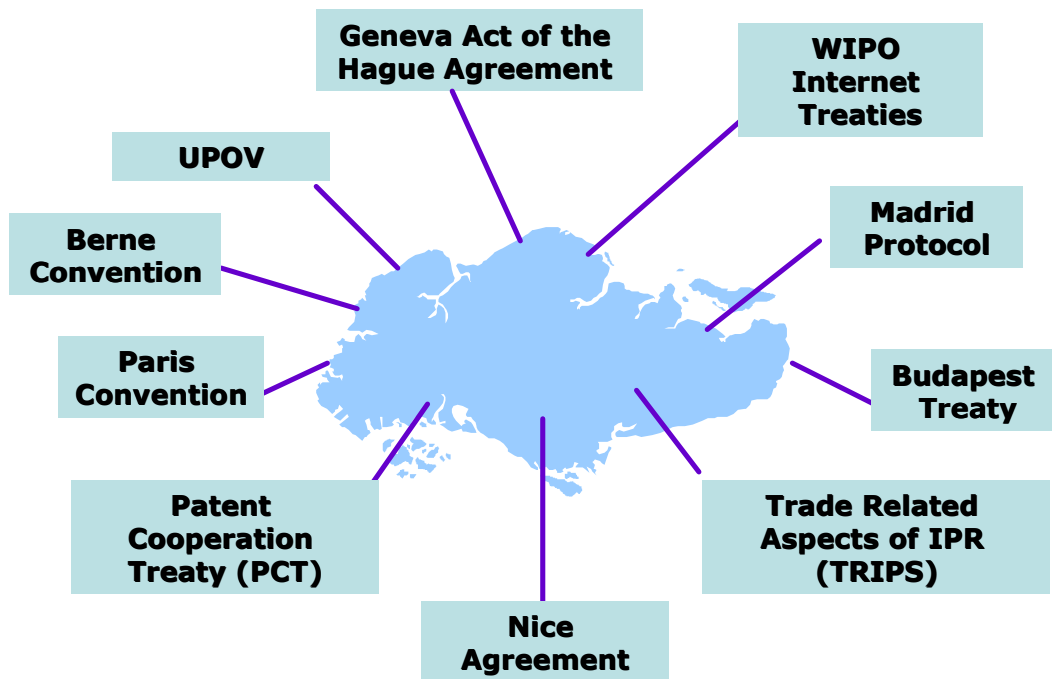 Geneva Act of the
Hague Agreement
WIPO
Internet
Treaties
UPOV
Madrid
Protocol
Berne
Convention
Paris
Convention
Budapest
Treaty
Patent
Cooperation
Treaty (PCT)
Trade Related
Aspects of IPR
(TRIPS)
Nice
Agreement